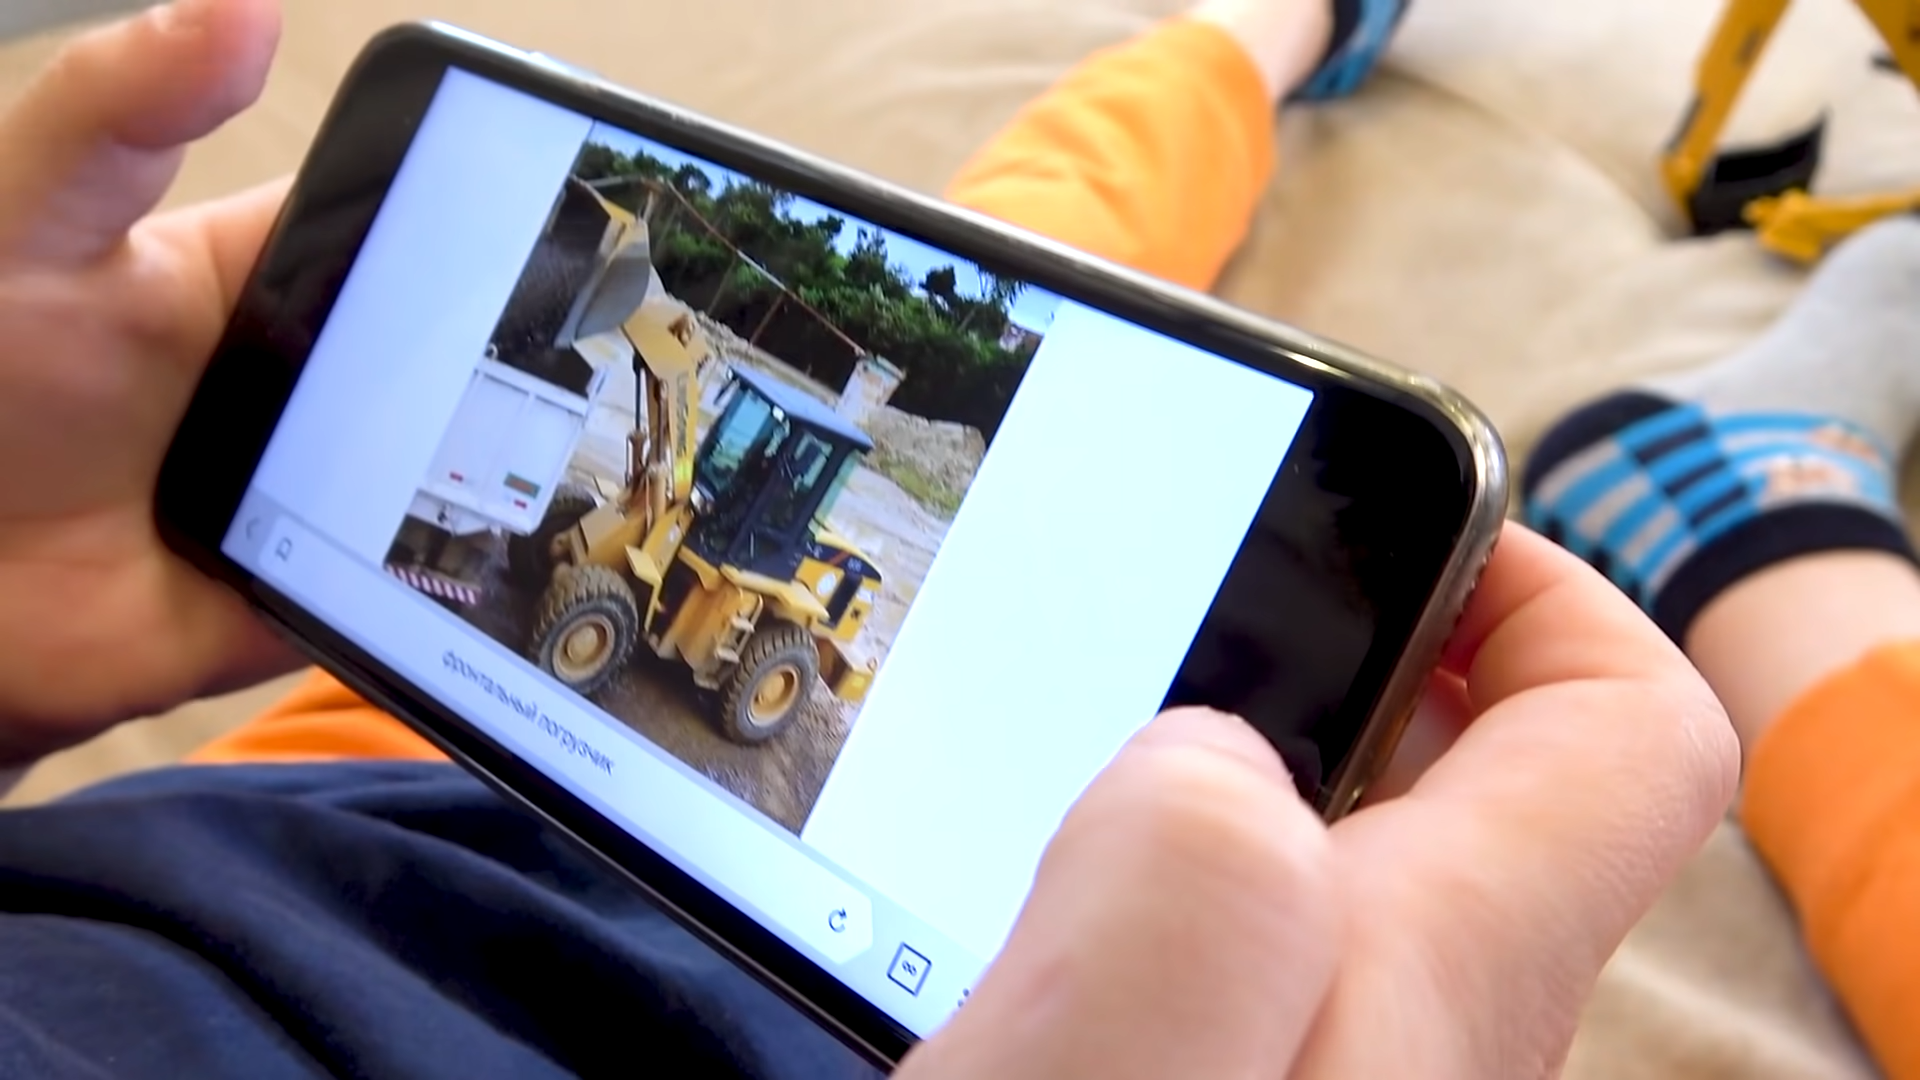 фронтальный погрузчик
∞